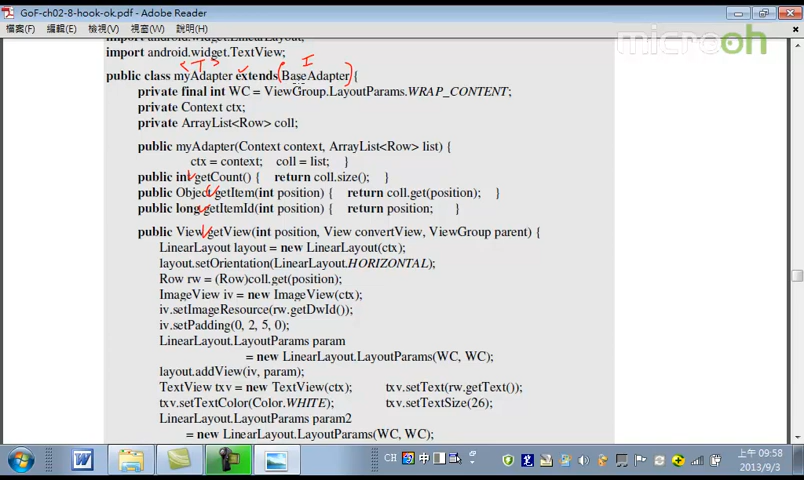 GoF-ch02-8-hook-ok.pdf - Adobe Reader
檔案(F) 編輯(E) 檢視(V) 視窗(W) 說明(H)
microoh
import android.widget.LinearLayout;
import android.widget.TextView;
<T> I
public class myAdapter extends BaseAdapter {
private final int WC = ViewGroup.LayoutParams.WRAP_CONTENT;
private Context ctx;
private ArrayList<Row> coll;
public myAdapter(Context context, ArrayList<Row> list) {
ctx = context; coll = list; }
public int getCount() { return coll.size(); }
public Object getItem(int position) { return coll.get(position); }
public long getItemId(int position) { return position; }
public View getView(int position, View convertView, ViewGroup parent) {
LinearLayout layout = new LinearLayout(ctx);
layout.setOrientation(LinearLayout.HORIZONTAL);
Row rw = (Row)coll.get(position);
ImageView iv = new ImageView(ctx);
iv.setImageResource(rw.getDwId());
iv.setPadding(0, 2, 5, 0);
LinearLayout.LayoutParams param
= new LinearLayout.LayoutParams(WC, WC);
layout.addView(iv, param);
TextView txv = new TextView(ctx); txv.setText(rw.getText());
txv.setTextColor(Color.WHITE); txv.setTextSize(26);
LinearLayout.LayoutParams param2
= new LinearLayout.LayoutParams(WC, WC);
CH 中 上午 09:58
2013/9/3